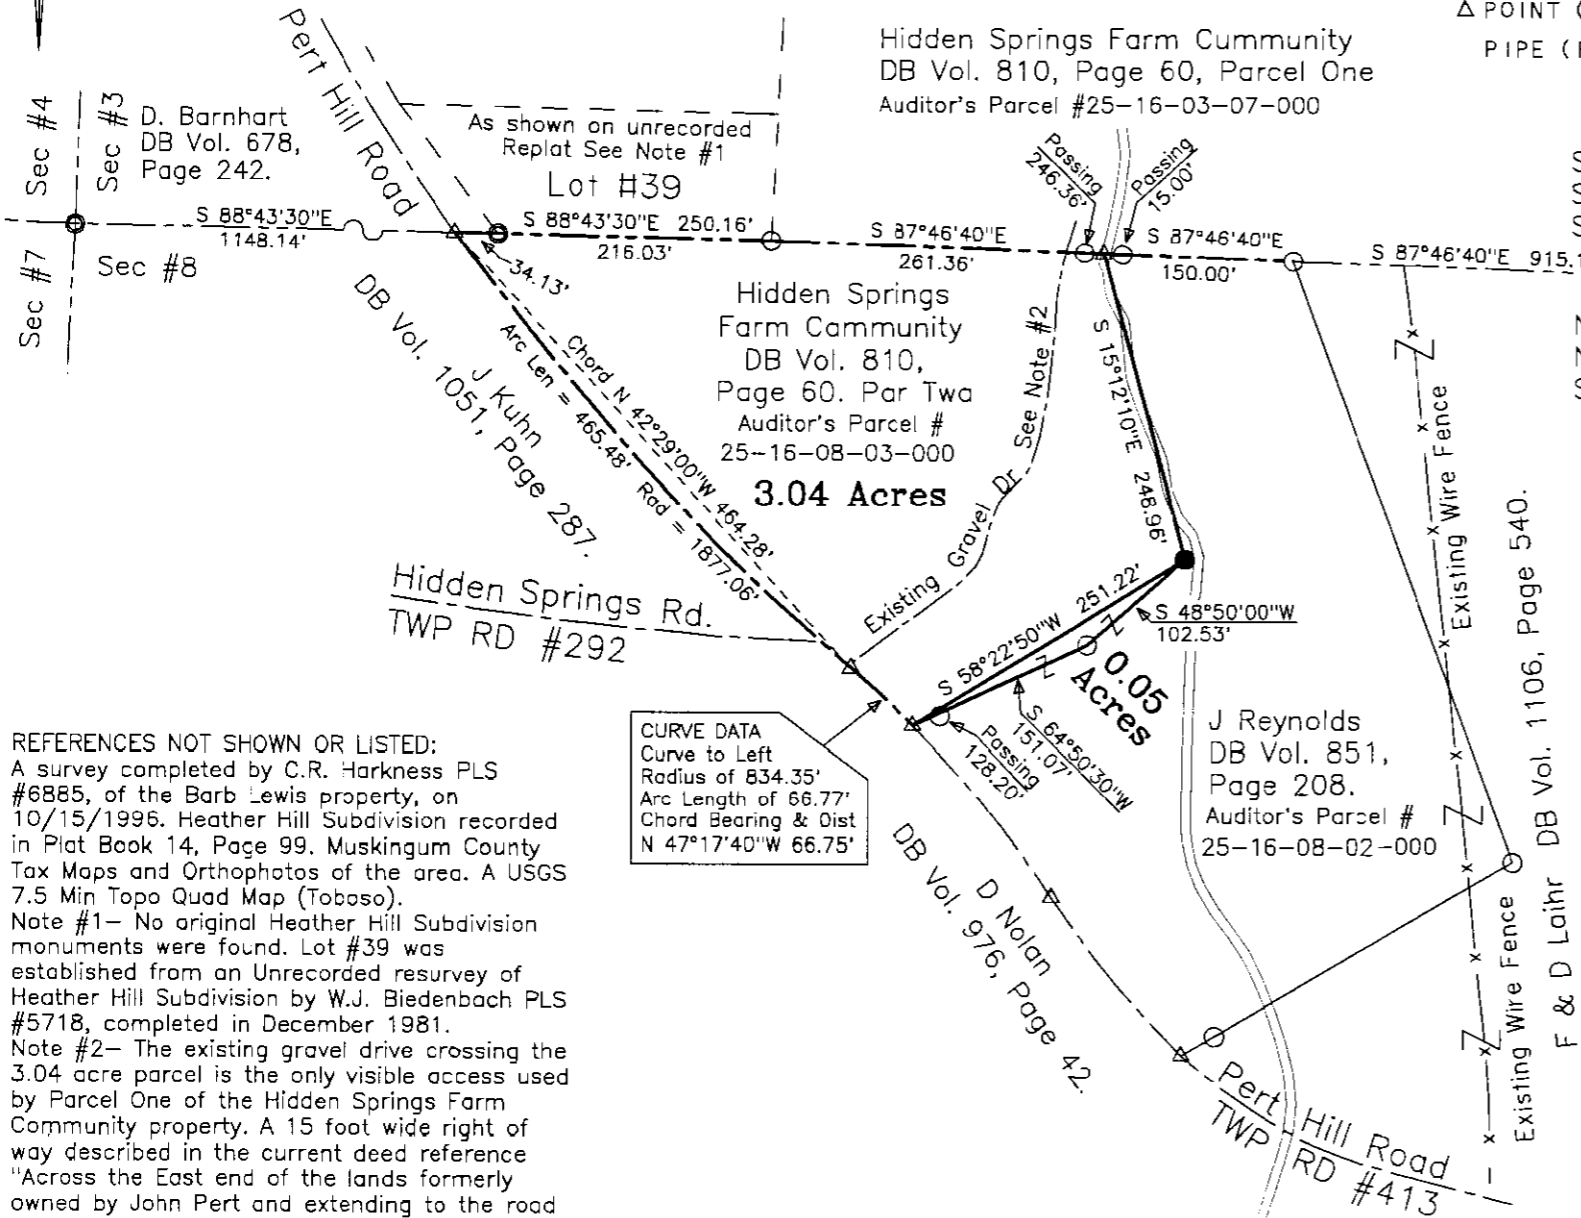 △ POINT (
PIPE (
Hidden Springs Farm Cummunity
DB Vol. 810, Page 60, Parcel One
Auditor's Parcel #25-16-03-07-000
Pert Hill Road
Sec #4
Sec #3
D. Barnhart
DB Vol. 678,
Page 242.
As shown on unrecorded
Replat See Note #1
Lot #39
Passing
246.36'
Passing
15.00'
S 88°43'30"E
1148.14'
S 88°43'30"E 250.16'
216.03'
34.13'
S 87°46'40"E
261.36'
S 87°46'40"E
150.00'
S 87°46'40"E 915.1
Sec #7
Sec #8
Hidden Springs
Farm Cammunity
DB Vol. 810,
Page 60. Par Twa
Auditor's Parcel #
25-16-08-03-000
3.04 Acres
Chord N 42°29'00"W 464.28'
Arc Len = 465.48' Rad = 1877.06'
J Kuhn
DB Vol. 1051, Page 287.
Existing Gravel Dr See Note #2
S 15°12'10"E 248.96'
Existing Wire Fence
Hidden Springs Rd.
TWP RD #292
S 58°22'50"W 251.22'
S 48°50'00"W
102.53'
0.05
Acres
S 64°50'30"W
151.07'
Passing
128.20'
CURVE DATA
Curve to Left
Radius of 834.35'
Arc Length of 66.77'
Chord Bearing & Dist
N 47°17'40"W 66.75'
J Reynolds
DB Vol. 851,
Page 208.
Auditor's Parcel #
25-16-08-02-000
D Nolan
DB Vol. 976, Page 42.
Existing Wire Fence
F & D Laihr DB Vol. 1106, Page 540.
Pert Hill Road
TWP RD #413
REFERENCES NOT SHOWN OR LISTED:
A survey completed by C.R. Harkness PLS
#6885, of the Barb Lewis property, on
10/15/1996. Heather Hill Subdivision recorded
in Plat Book 14, Page 99. Muskingum County
Tax Maps and Orthophotos of the area. A USGS
7.5 Min Topo Quad Map (Toboso).
Note #1- No original Heather Hill Subdivision
monuments were found. Lot #39 was
established from an Unrecorded resurvey of
Heather Hill Subdivision by W.J. Biedenbach PLS
#5718, completed in December 1981.
Note #2- The existing gravel drive crossing the
3.04 acre parcel is the only visible access used
by Parcel One of the Hidden Springs Farm
Community property. A 15 foot wide right of
way described in the current deed reference
"Across the East end of the lands formerly
owned by John Pert and extending to the road